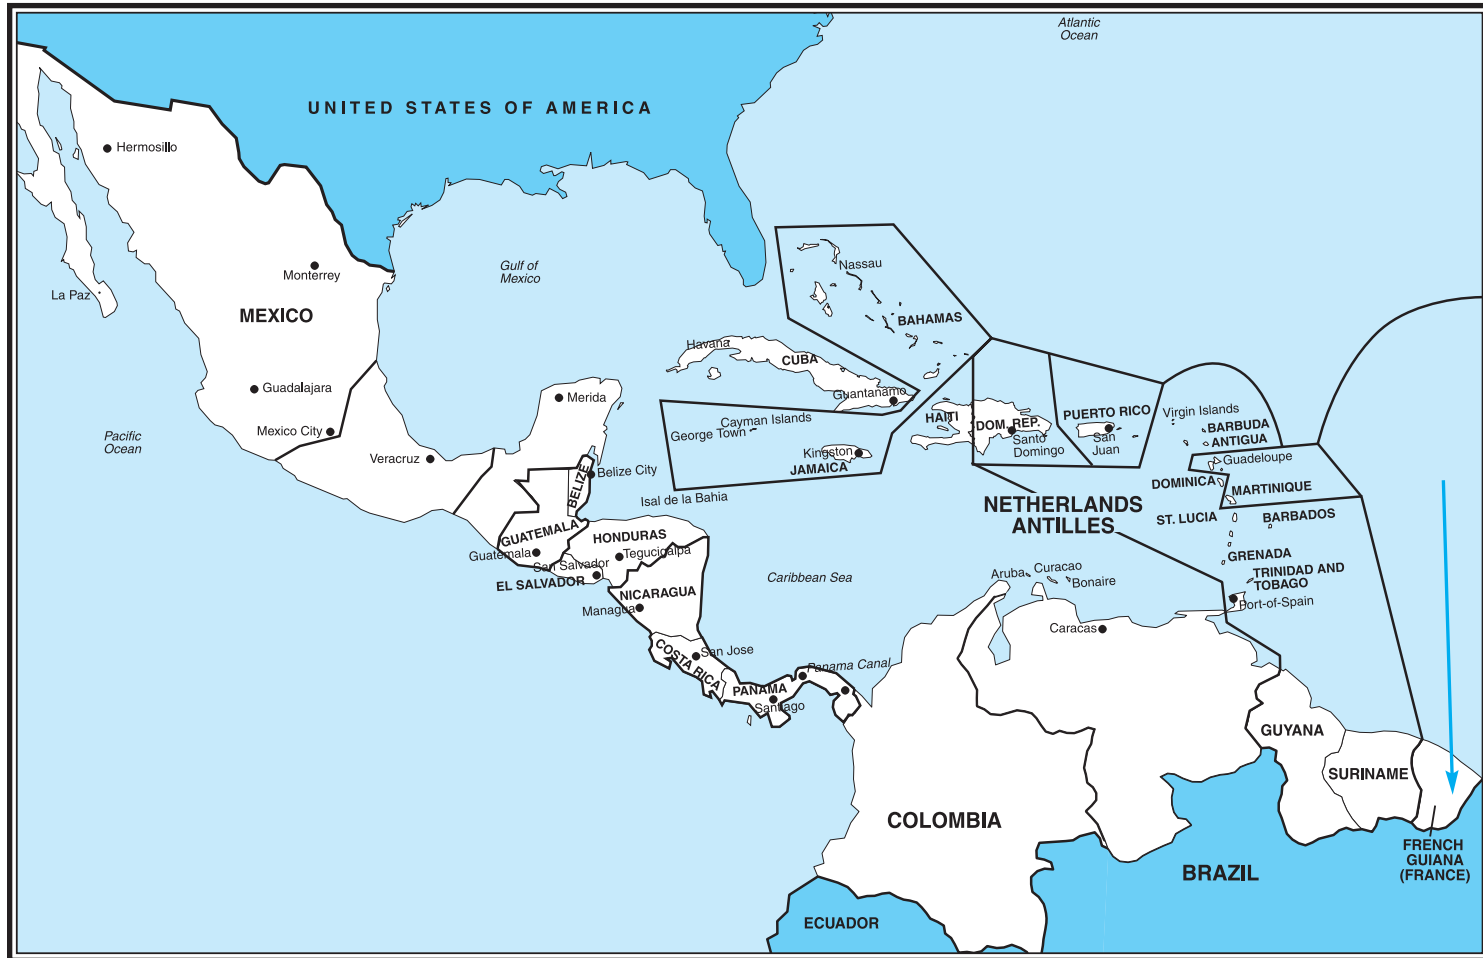 Atlantic
Ocean
UNITED STATES OF AMERICA
Hermosillo
Monterrey
La Paz
MEXICO
Gulf of
Mexico
Nassau
BAHAMAS
Havana
CUBA
Guadalajara
Merida
Guantanamo
Mexico City
Pacific
Ocean
Veracruz
Cayman Islands
George Town
Kingston
JAMAICA
HAITI
DOM. REP.
Santo
Domingo
PUERTO RICO
San
Juan
Virgin Islands
BARBUDA
ANTIGUA
Guadeloupe
DOMINICA
MARTINIQUE
ST. LUCIA
BARBADOS
GRENADA
TRINIDAD AND
TOBAGO
Port-of-Spain
BELIZE
Belize City
Isal de la Bahia
NETHERLANDS
ANTILLES
GUATEMALA
Guatemala
HONDURAS
Tegucigalpa
San Salvador
EL SALVADOR
NICARAGUA
Managua
Caribbean Sea
Aruba
Curacao
Bonaire
Caracas
COSTA RICA
San Jose
Panama Canal
PANAMA
Santiago
GUYANA
SURINAME
COLOMBIA
FRENCH
GUIANA
(FRANCE)
BRAZIL
ECUADOR